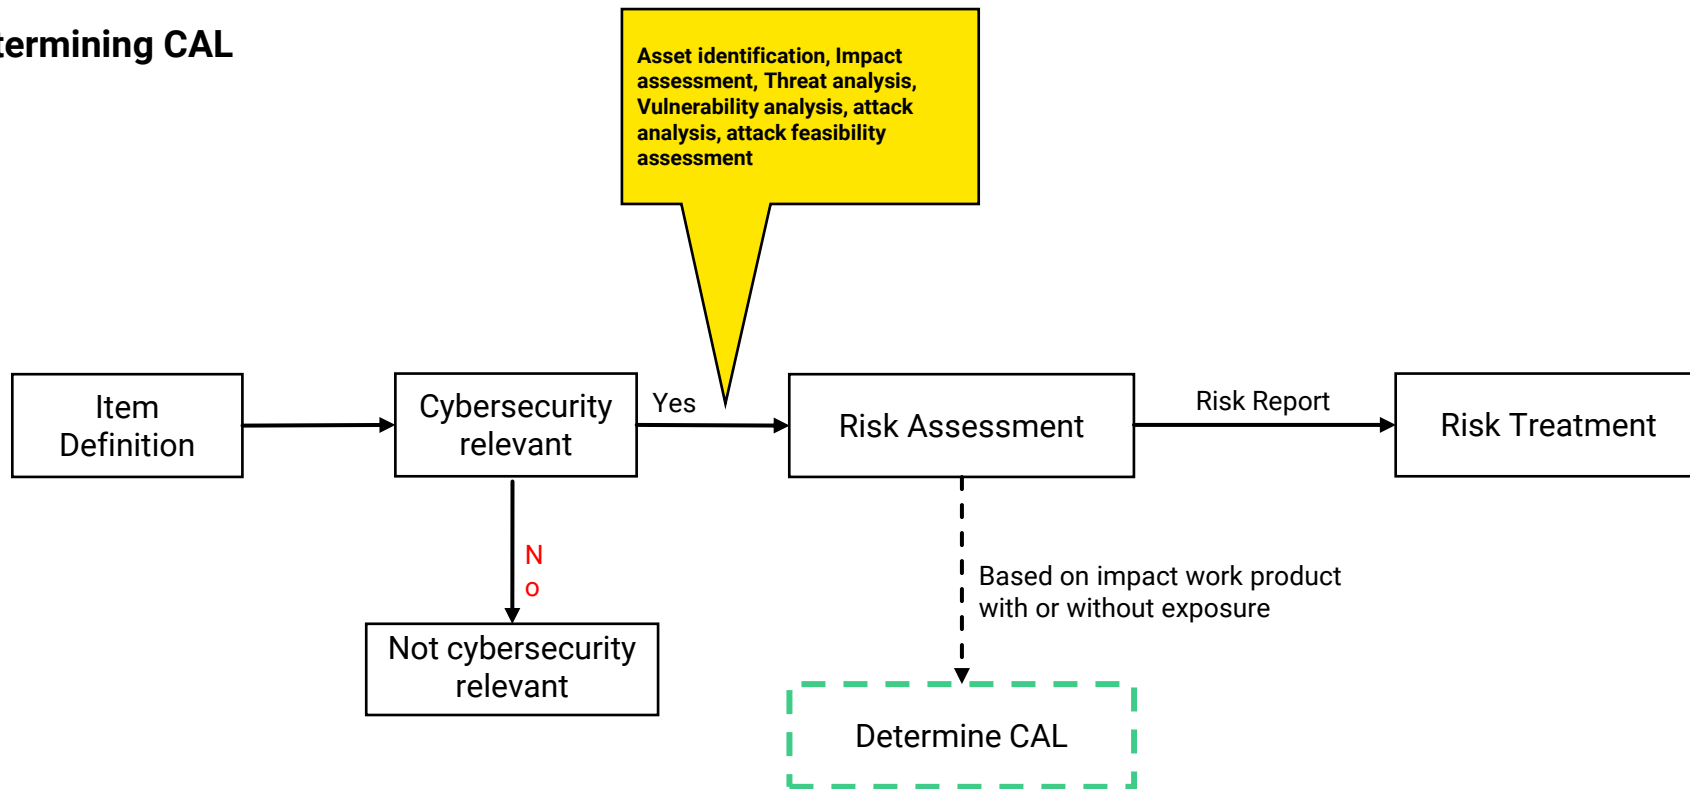 termining CAL
Asset identification, Impact
assessment, Threat analysis,
Vulnerability analysis, attack
analysis, attack feasibility
assessment
Item
Definition
Cybersecurity
relevant
Yes
Risk Assessment
Risk Report
Risk Treatment
N
o
Based on impact work product
with or without exposure
Not cybersecurity
relevant
Determine CAL